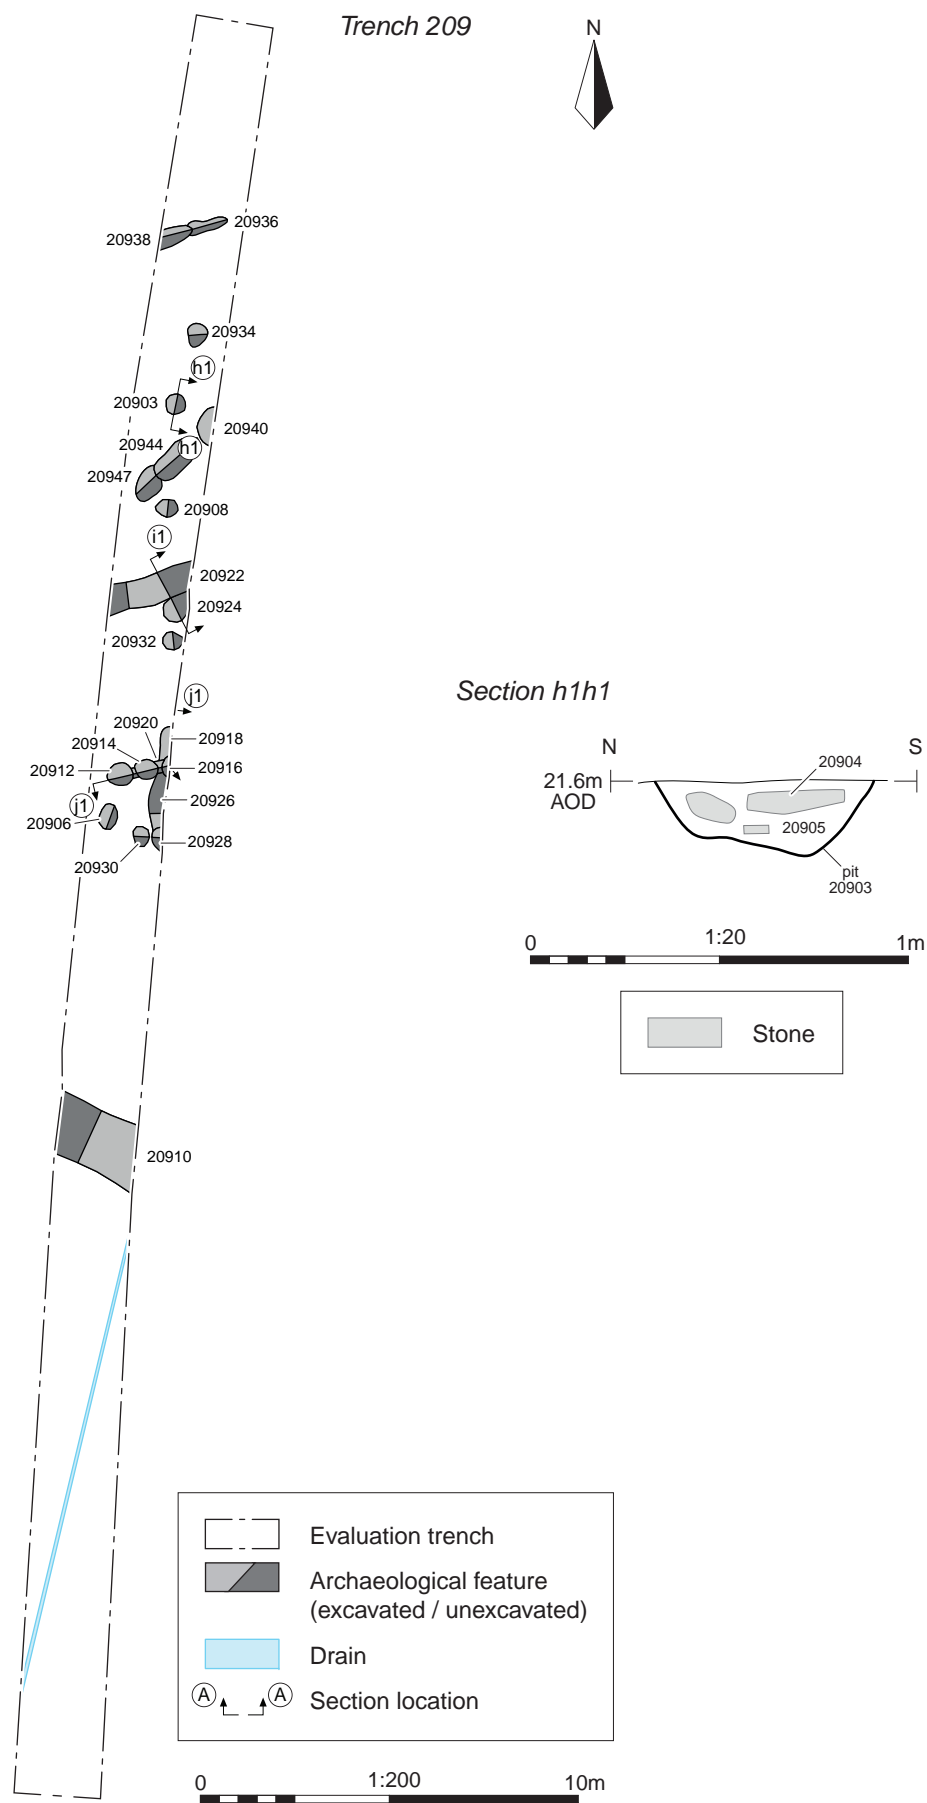 Trench 209
N
20936
20938
20934
h1
20903
20940
20944
h1
20947
20908
i1
20922
20924
20932
j1
20920
20918
20914
20916
20912
20926
j1
20906
20928
20930
20910
Section h1h1
N
S
20904
21.6m
AOD
20905
pit
20903
0
1:20
1m
Stone
Evaluation trench
Archaeological feature
(excavated / unexcavated)
Drain
A A Section location
0
1:200
10m